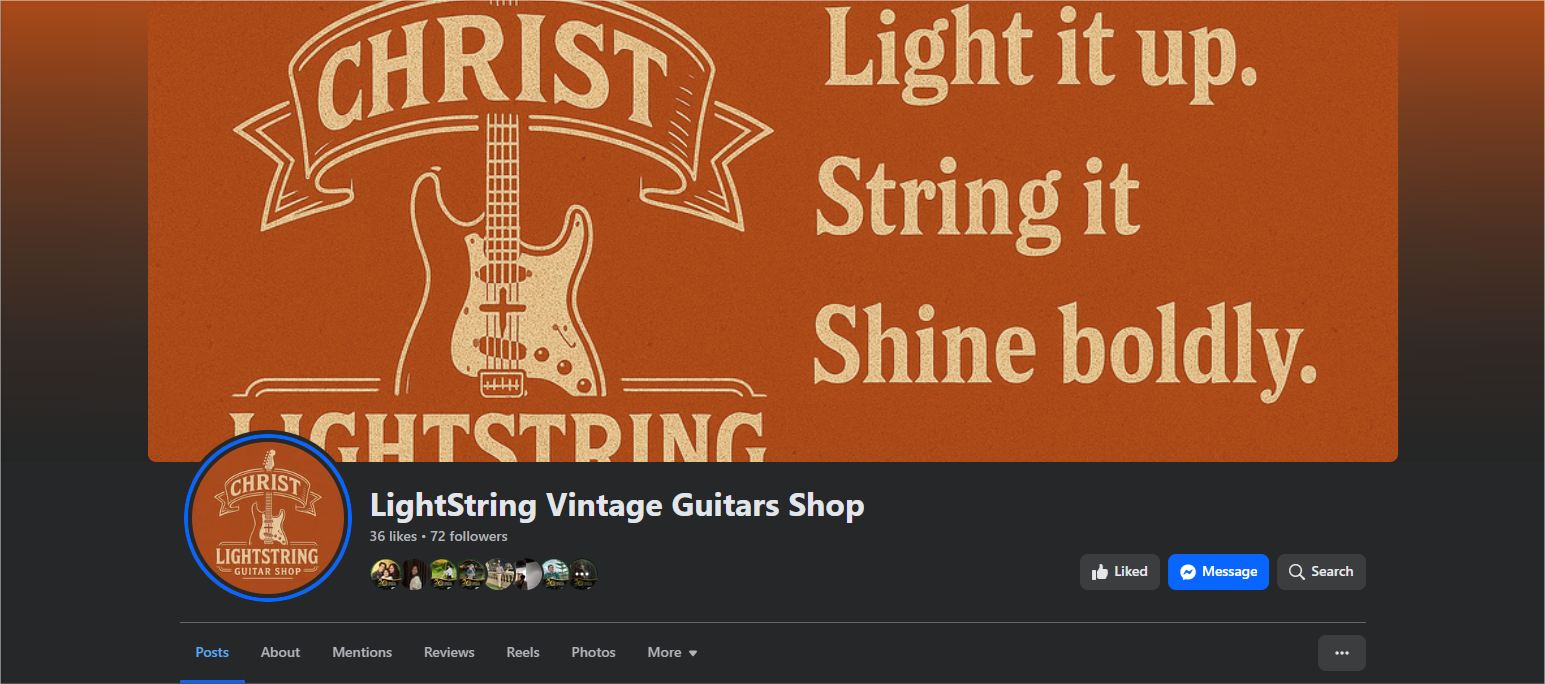 CHRIST
Light it up.
String it
Shine boldly.
LIGHTSTRING
CHRIST
LIGHTSTRING
GUITAR SHOP
LightString Vintage Guitars Shop
36 likes • 72 followers
Liked
Message
Search
Posts
About
Mentions
Reviews
Reels
Photos
More